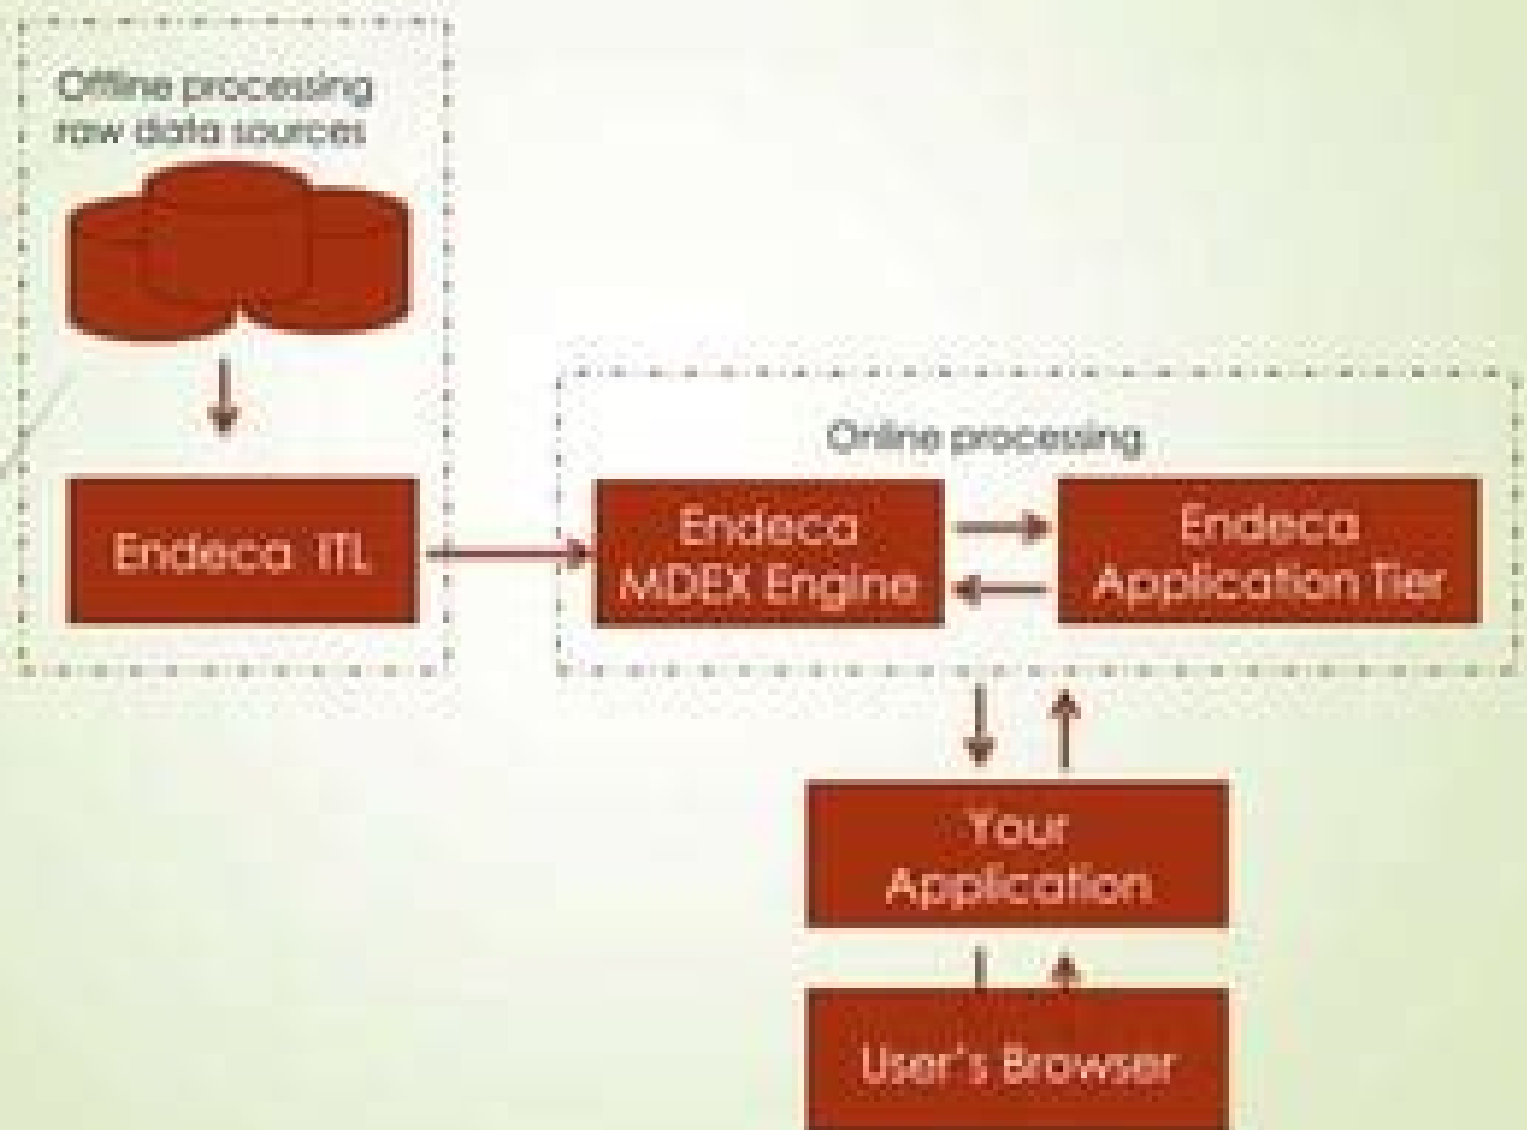 Offline processing
raw data sources
Endeca ITL
Online processing
Endeca
MDEX Engine
Endeca
Application Tier
Your
Application
User's Browser